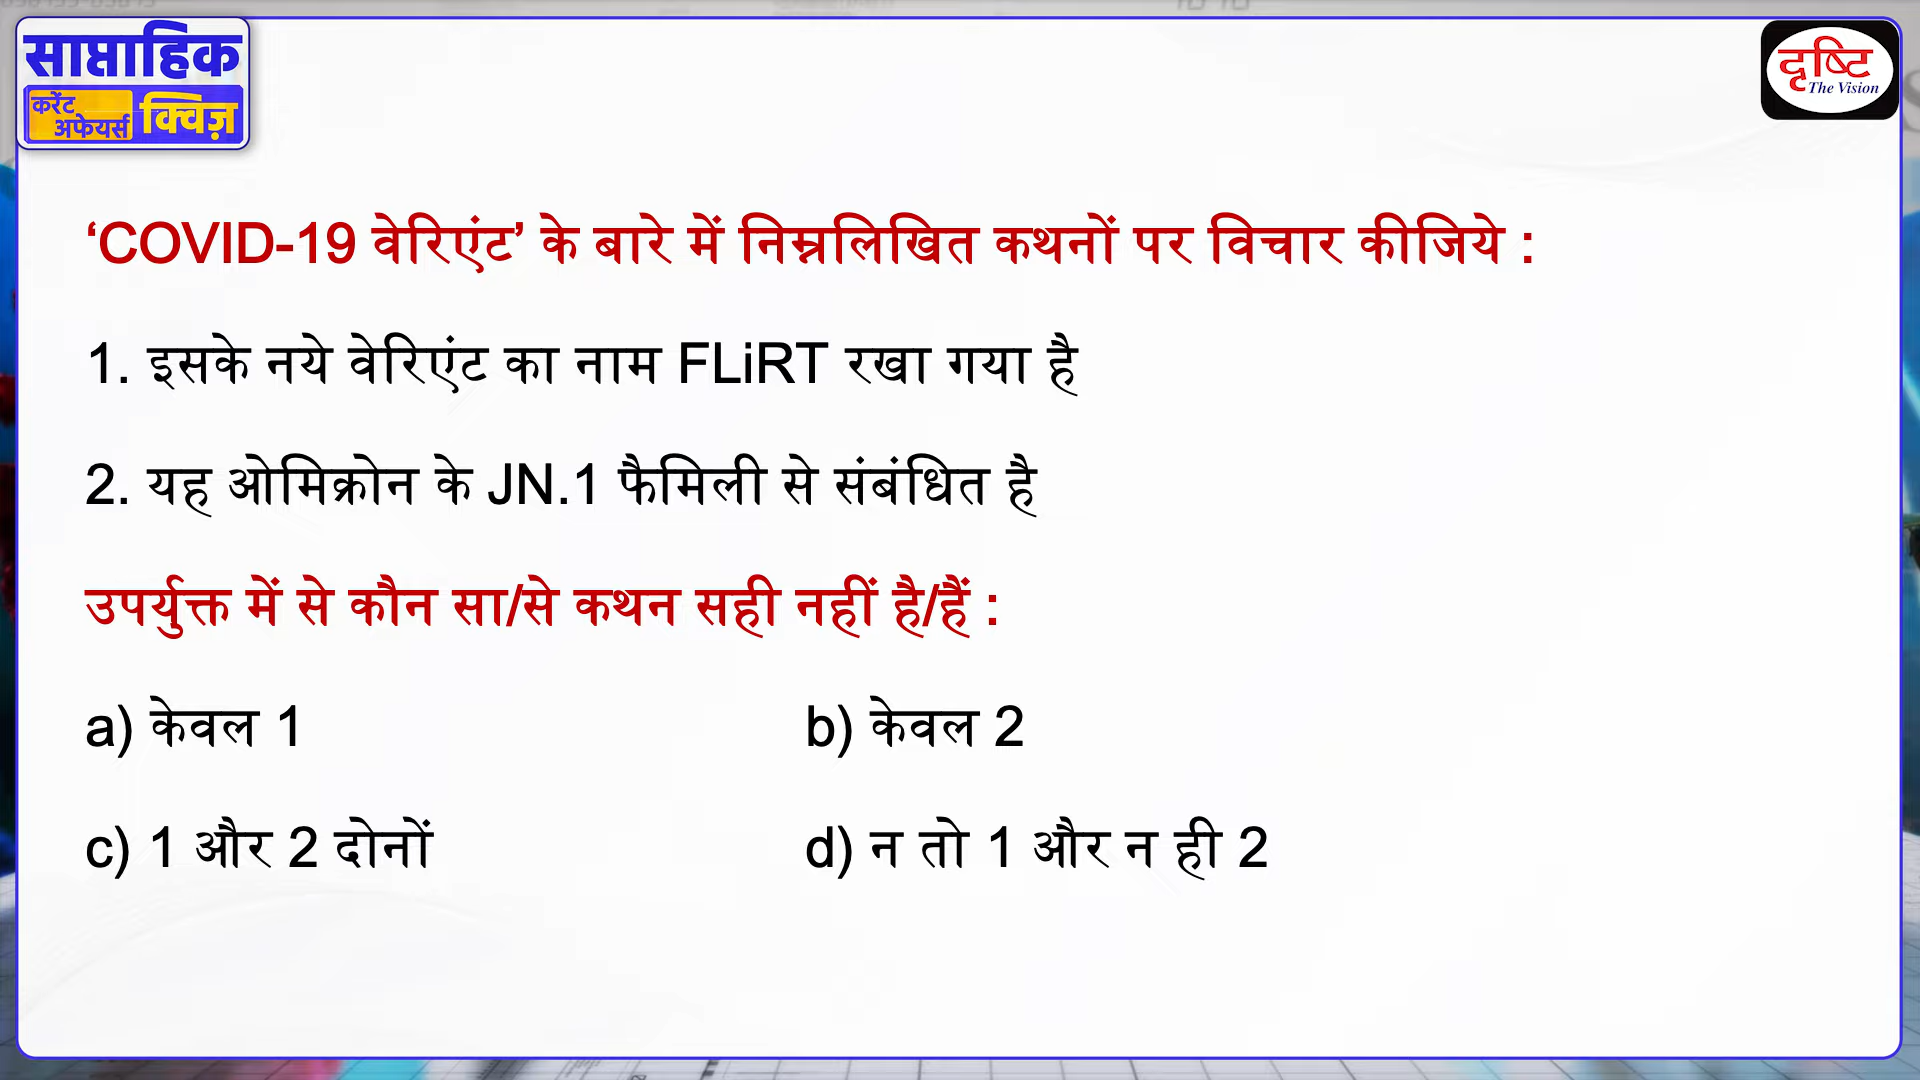 साप्ताहिक
करेंट
अफेयर्स क्विज़
दृष्टि
The Vision
‘COVID-19 वेरिएंट’ के बारे में निम्नलिखित कथनों पर विचार कीजिये :
1. इसके नये वेरिएंट का नाम FLiRT रखा गया है
2. यह ओमिक्रोन के JN.1 फैमिली से संबंधित है
उपर्युक्त में से कौन सा/से कथन सही नहीं है/हैं :
a) केवल 1 b) केवल 2
c) 1 और 2 दोनों d) न तो 1 और न ही 2